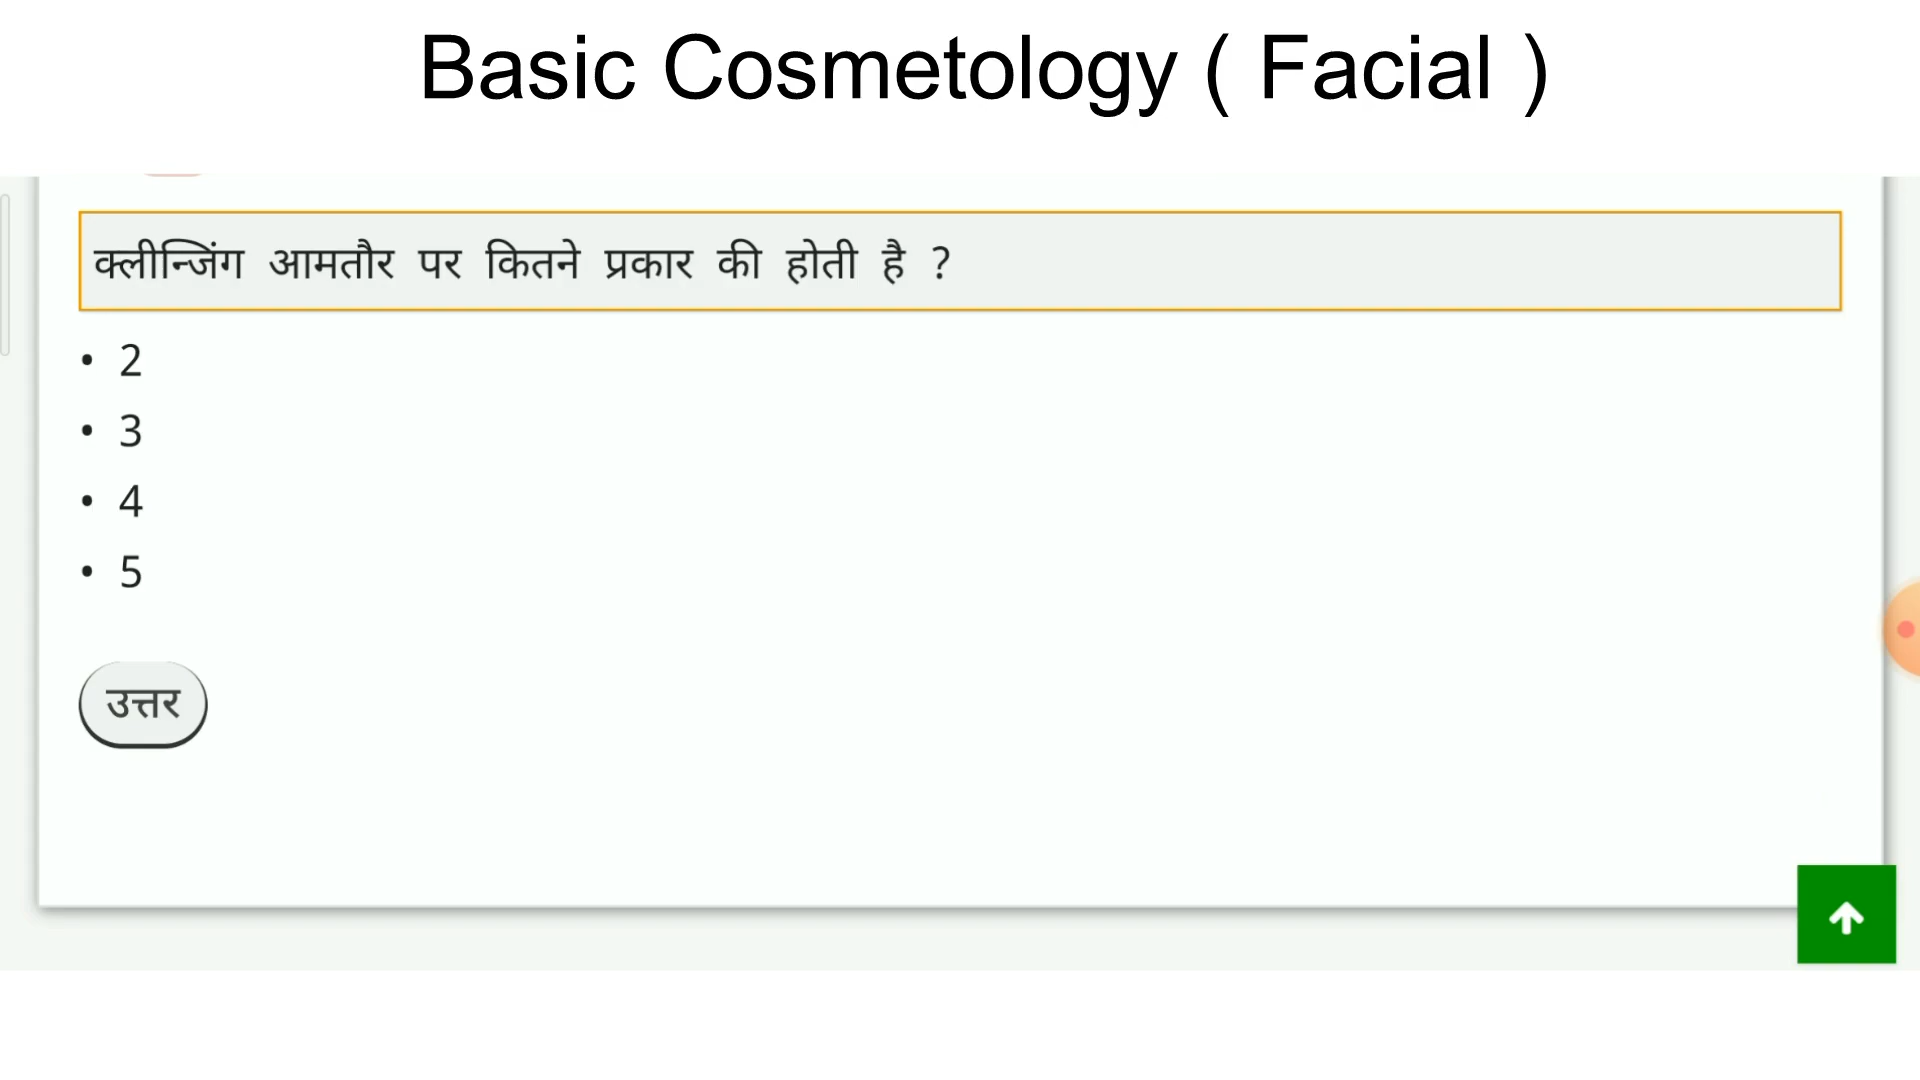 Basic Cosmetology ( Facial )
क्लीन्जिंग आमतौर पर कितने प्रकार की होती है ?
• 2
• 3
• 4
• 5
उत्तर